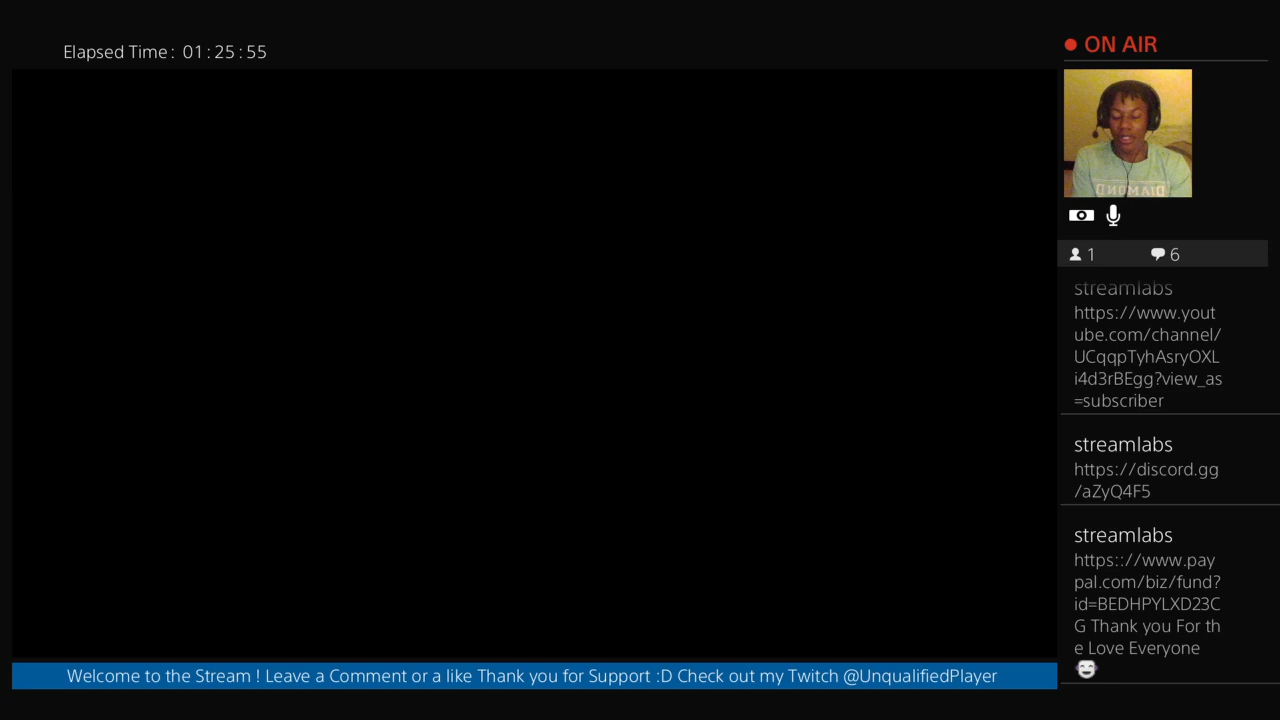 Elapsed Time: 01:25:55
ON AIR
DIAMOND
1 6
streamlabs
https://www.yout
ube.com/channel/
UCqqpTyhAsryOXL
i4d3rBEgg?view_as
=subscriber
streamlabs
https://discord.gg
/aZyQ4F5
streamlabs
https:://www.pay
pal.com/biz/fund?
id=BEDHPYLXD23C
G Thank you For th
e Love Everyone
Welcome to the Stream ! Leave a Comment or a like Thank you for Support :D Check out my Twitch @UnqualifiedPlayer